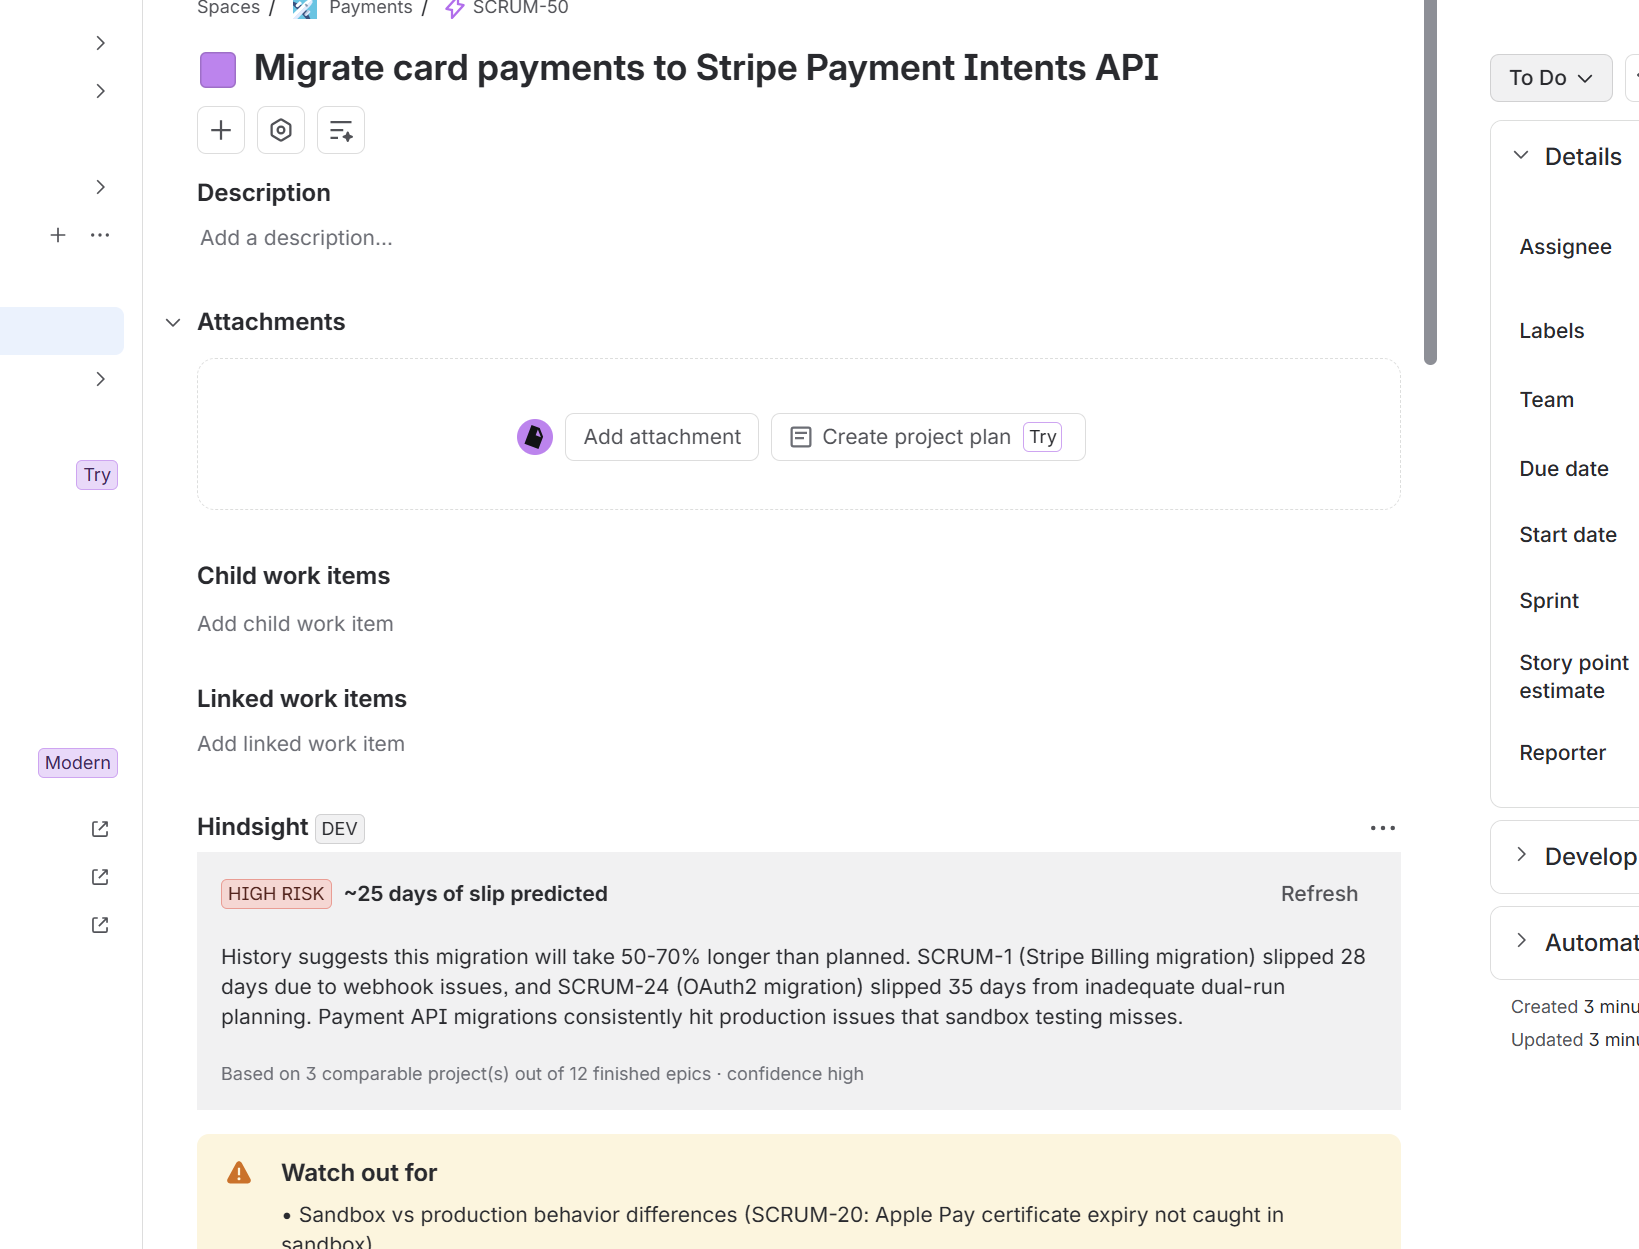 Spaces / Payments / SCRUM-50
Migrate card payments to Stripe Payment Intents API
Description
Add a description...
Attachments
Add attachment
Create project plan Try
Child work items
Add child work item
Linked work items
Add linked work item
Hindsight DEV
HIGH RISK ~25 days of slip predicted
Refresh
History suggests this migration will take 50-70% longer than planned. SCRUM-1 (Stripe Billing migration) slipped 28
days due to webhook issues, and SCRUM-24 (OAuth2 migration) slipped 35 days from inadequate dual-run
planning. Payment API migrations consistently hit production issues that sandbox testing misses.
Based on 3 comparable project(s) out of 12 finished epics · confidence high
Watch out for
• Sandbox vs production behavior differences (SCRUM-20: Apple Pay certificate expiry not caught in
sandbox)
Try
Modern
To Do
Details
Assignee
Labels
Team
Due date
Start date
Sprint
Story point
estimate
Reporter
Develop
Automat
Created 3 minu
Updated 3 minu